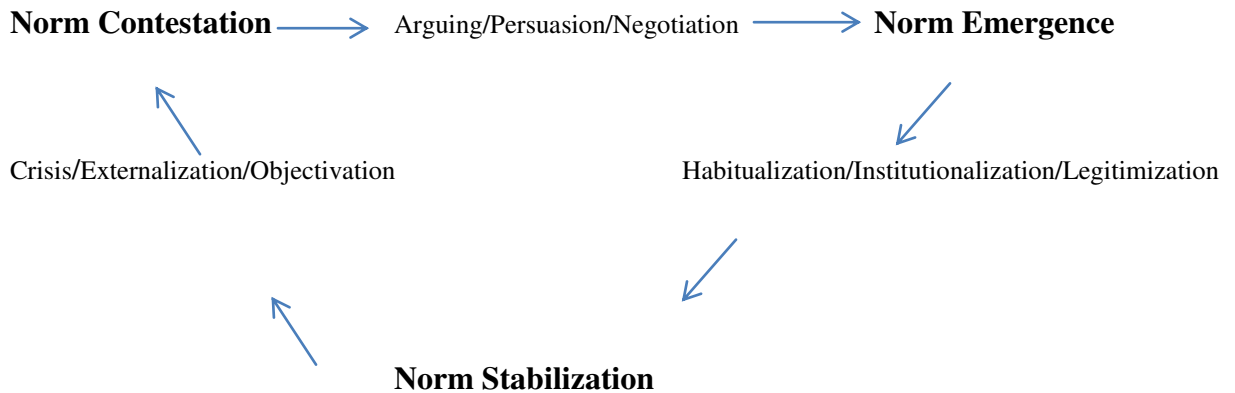 Norm Contestation Arguing/Persuasion/Negotiation Norm Emergence
Crisis/Externalization/Objectivation Habitualization/Institutionalization/Legitimization
Norm Stabilization